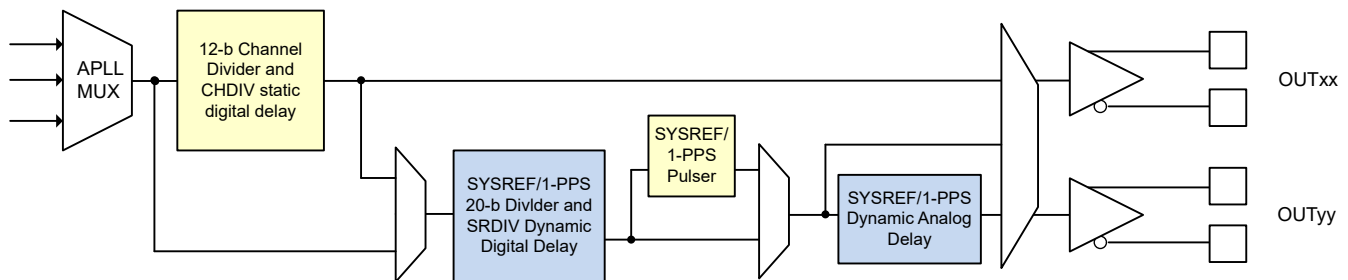 APLL
MUX
12-b Channel
Divider and
CHDIV static
digital delay
SYSREF/1-PPS
20-b Divlder and
SRDIV Dynamic
Digital Delay
SYSREF/
1-PPS
Pulser
SYSREF/1-PPS
Dynamic Analog
Delay
OUTxx
OUTyy